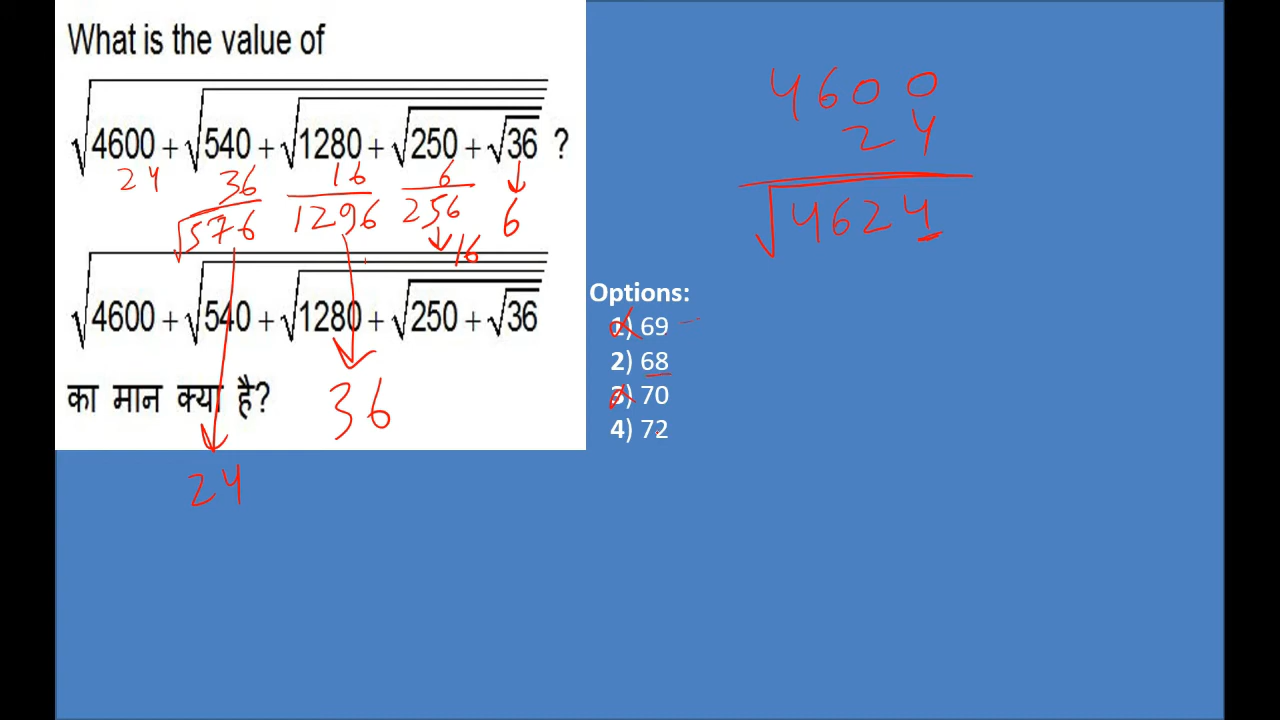 What is the value of
√4600 + √540 + √1280 + √250 + √36 ?
24 36 16 6
√576 1296 256 6
16
√4600 + √540 + √1280 + √250 + √36
का मान क्या है?
36
24
4600
24
√4624
Options:
1) 69
2) 68
3) 70
4) 72